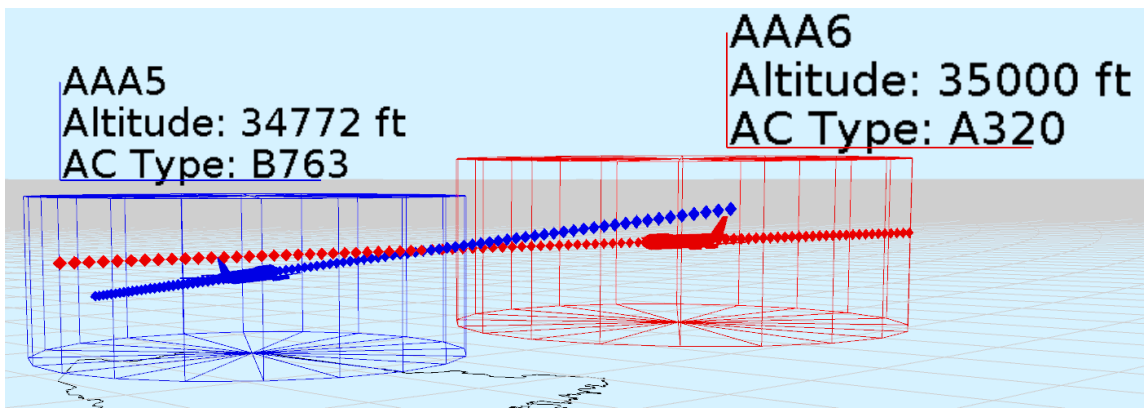 AAA5
Altitude: 34772 ft
AC Type: B763
AAA6
Altitude: 35000 ft
AC Type: A320